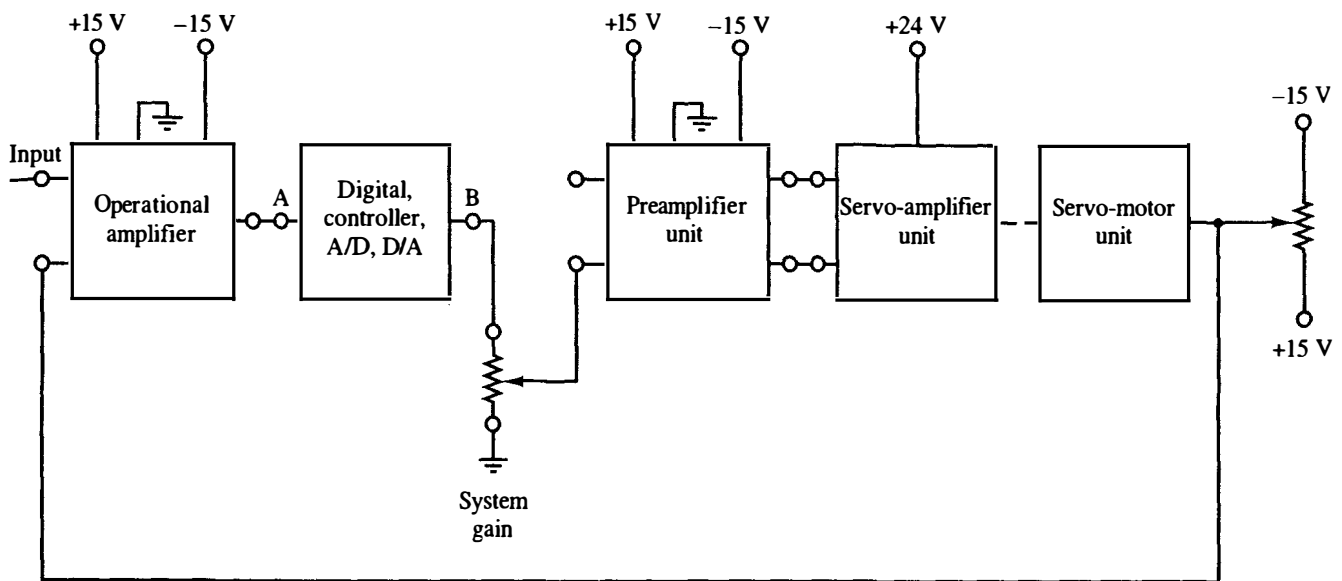 +15 V
–15 V
+15 V
–15 V
+24 V
–15 V
Input
Operational
amplifier
A
Digital,
controller,
A/D, D/A
B
Preamplifier
unit
Servo-amplifier
unit
Servo-motor
unit
+15 V
System
gain